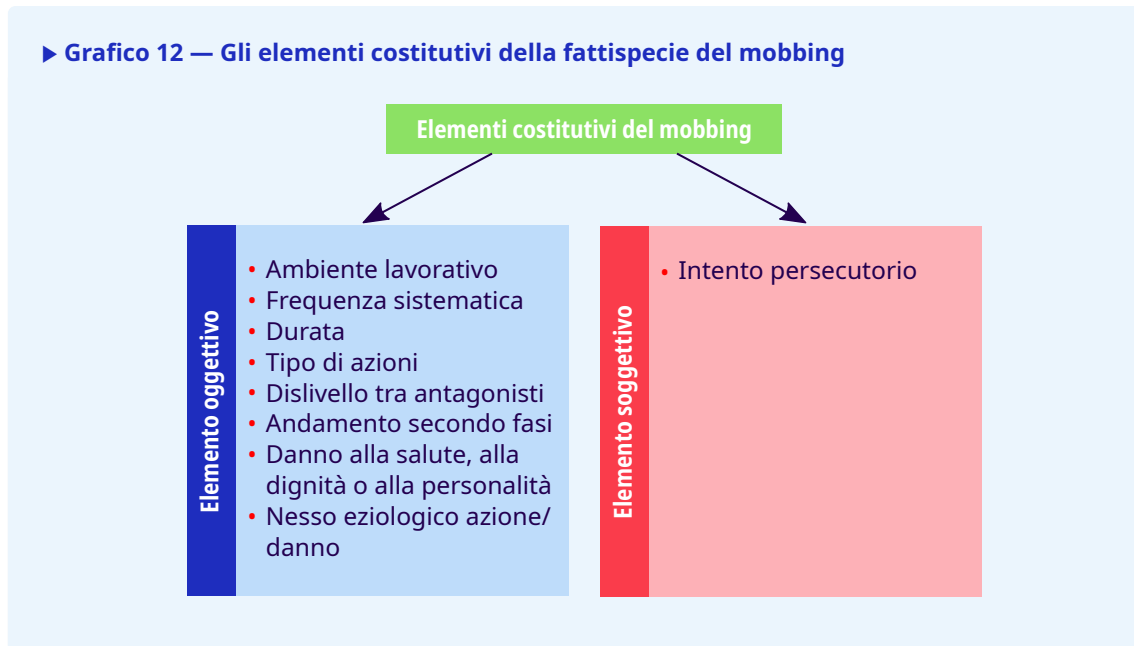 ▶ Grafico 12 — Gli elementi costitutivi della fattispecie del mobbing
Elementi costitutivi del mobbing
Elemento oggettivo
• Ambiente lavorativo
• Frequenza sistematica
• Durata
• Tipo di azioni
• Dislivello tra antagonisti
• Andamento secondo fasi
• Danno alla salute, alla
dignità o alla personalità
• Nesso eziologico azione/
danno
Elemento soggettivo
• Intento persecutorio